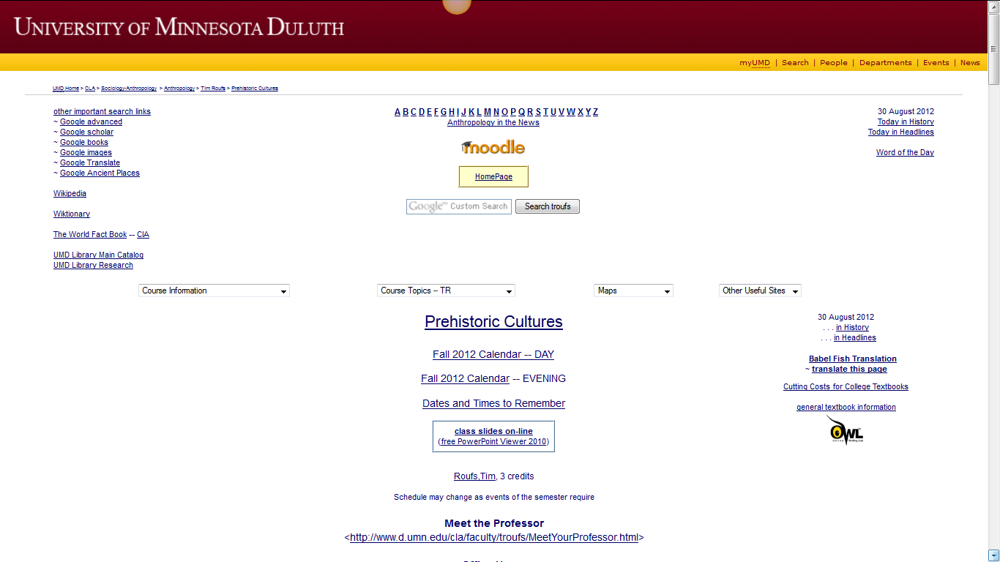 UNIVERSITY OF MINNESOTA DULUTH
myUMD | Search | People | Departments | Events | News
UMD Home > CLA > Sociology-Anthropology > Anthropology > Tim Roufs > Prehistoric Cultures
other important search links
~ Google advanced
~ Google scholar
~ Google books
~ Google images
~ Google Translate
~ Google Ancient Places
Wikipedia
Wiktionary
The World Fact Book -- CIA
UMD Library Main Catalog
UMD Library Research
A B C D E F G H I J K L M N O P Q R S T U V W X Y Z
Anthropology in the News
moodle
HomePage
Google™ Custom Search Search troufs
30 August 2012
Today in History
Today in Headlines
Word of the Day
Course Information Course Topics -- TR Maps Other Useful Sites
Prehistoric Cultures
Fall 2012 Calendar -- DAY
Fall 2012 Calendar -- EVENING
Dates and Times to Remember
class slides on-line
(free PowerPoint Viewer 2010)
Roufs,Tim, 3 credits
Schedule may change as events of the semester require
Meet the Professor
<http://www.d.umn.edu/cla/faculty/troufs/MeetYourProfessor.html>
30 August 2012
. . . in History
. . . in Headlines
Babel Fish Translation
~ translate this page
Cutting Costs for College Textbooks
general textbook information
OWL